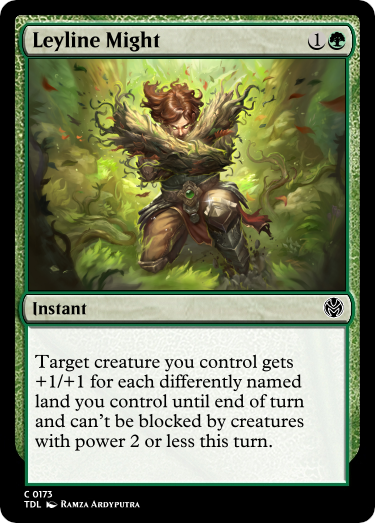 Leyline Might 1
Instant
Target creature you control gets
+1/+1 for each differently named
land you control until end of turn
and can't be blocked by creatures
with power 2 or less this turn.
C 0173
TDL Ramza Ardyputra